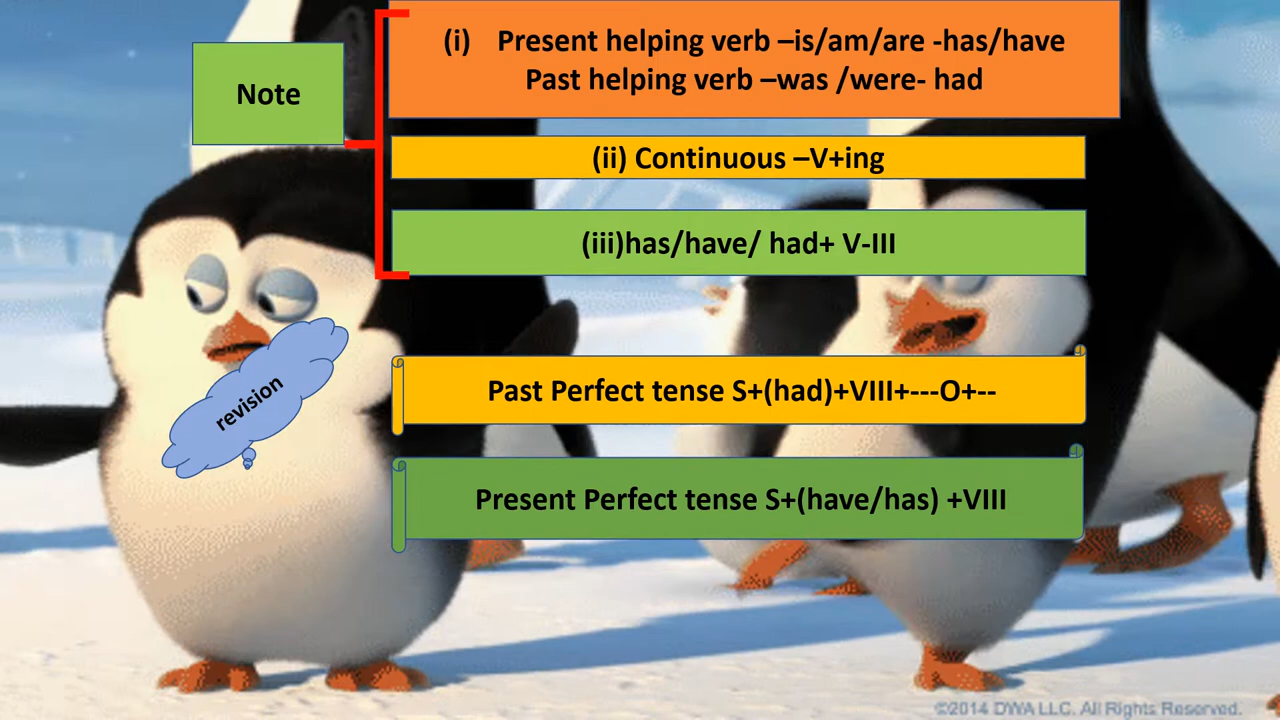 Note
(i) Present helping verb –is/am/are -has/have
Past helping verb –was /were- had
(ii) Continuous –V+ing
(iii)has/have/ had+ V-III
revision
Past Perfect tense S+(had)+VIII+---O+--
Present Perfect tense S+(have/has) +VIII
©2014 DWA LLC. All Rights Reserved.